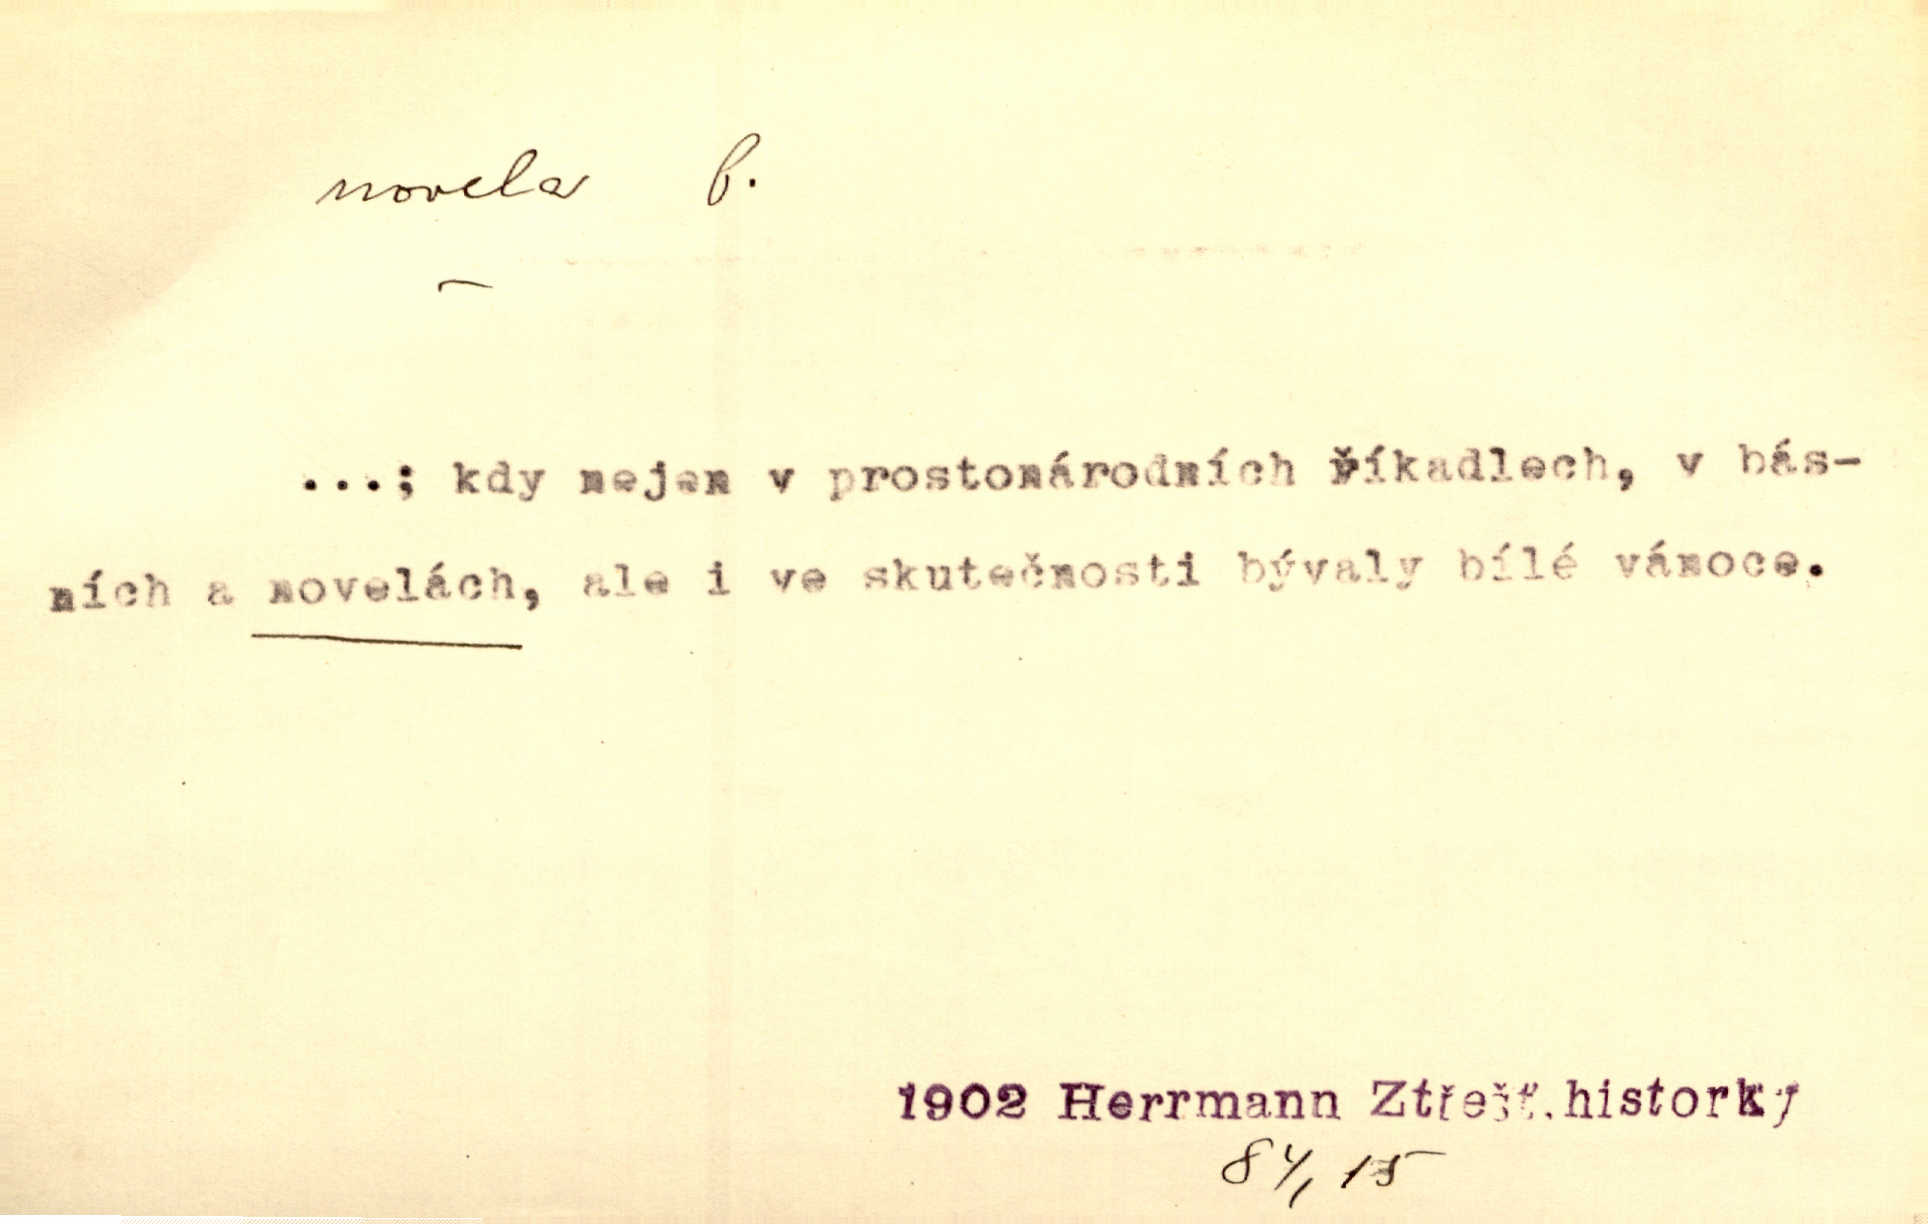 novela f.
...; kdy nejen v prostonárodních říkadlech, v bás-
ních a novelách, ale i ve skutečnosti bývaly bílé vánoce.
1902 Herrmann Ztřešť. historky
84, 15